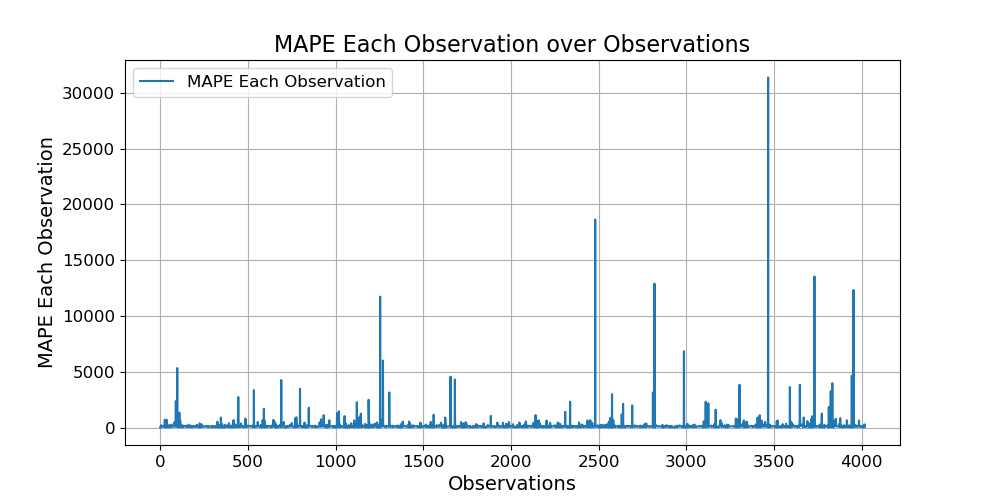 MAPE Each Observation over Observations
MAPE Each Observation
MAPE Each Observation
30000
25000
20000
15000
10000
5000
0
0 500 1000 1500 2000 2500 3000 3500 4000
Observations